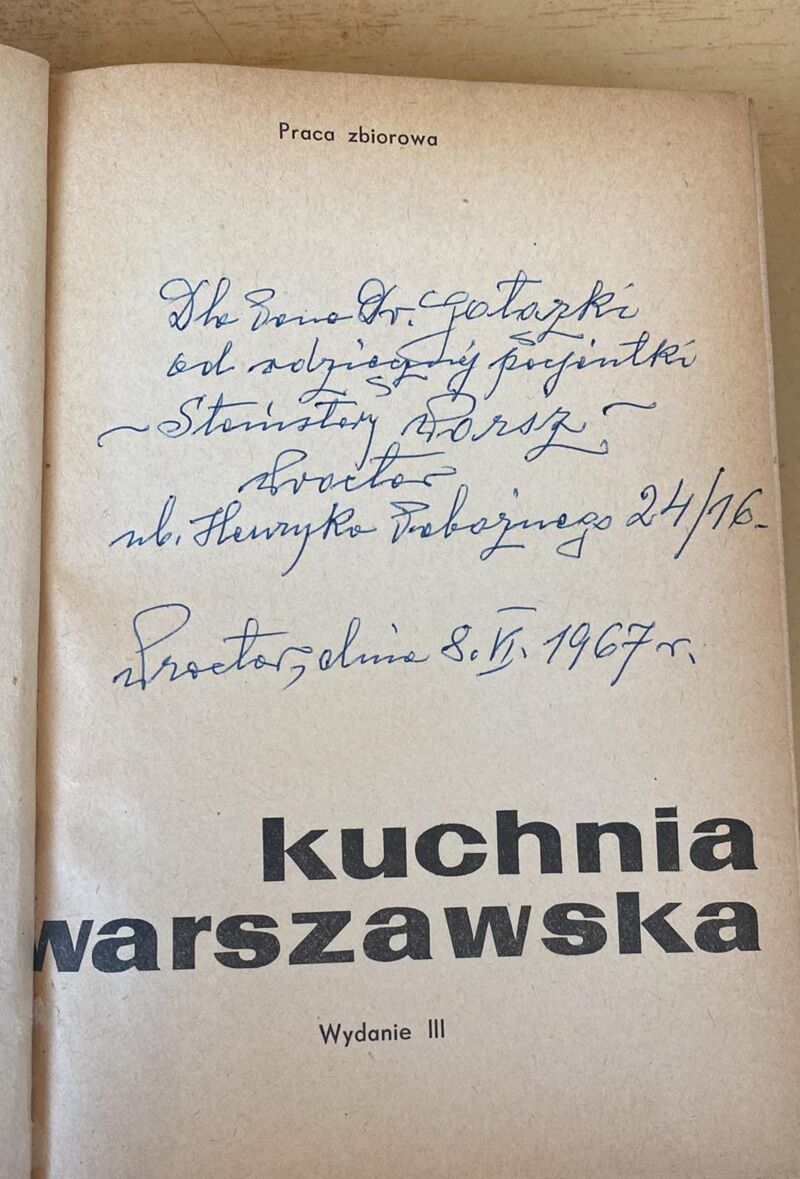 Praca zbiorowa
Dla Pana Dr. Gołązki
od wdzięcznej pacjentki
Wrocław
ul. Henryka Pobożnego 24/16
Wrocław, dnia 8.VI.1967 r.
kuchnia
warszawska
Wydanie III